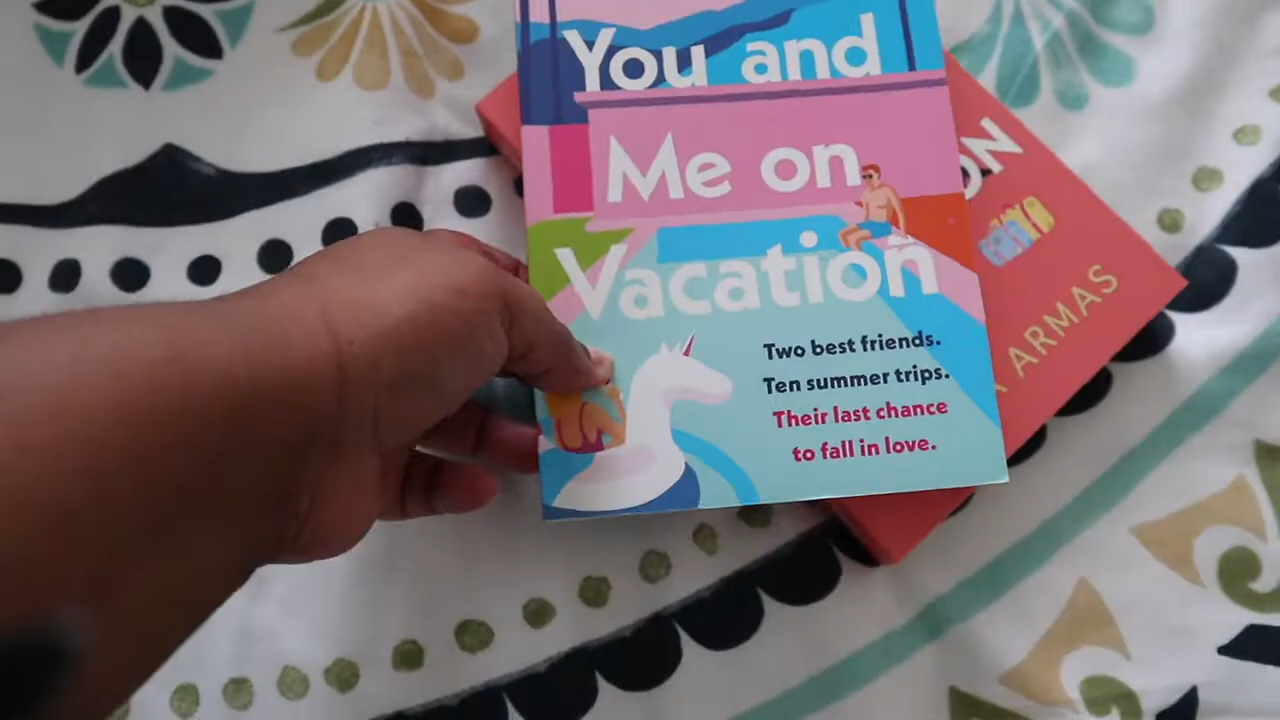 You and
Me on
Vacation
Two best friends.
Ten summer trips.
Their last chance
to fall in love.
ON
ARMAS